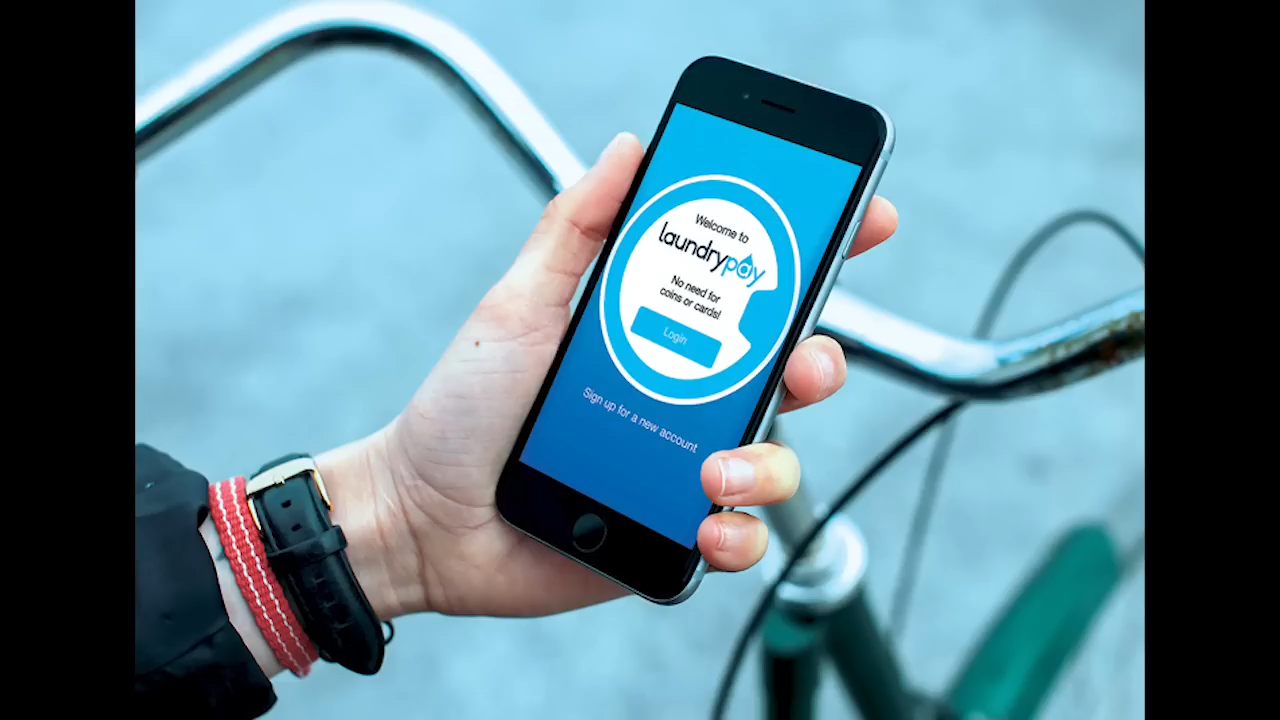 Welcome to
laundrypay
No need for
coins or cards!
Login
Sign up for a new account